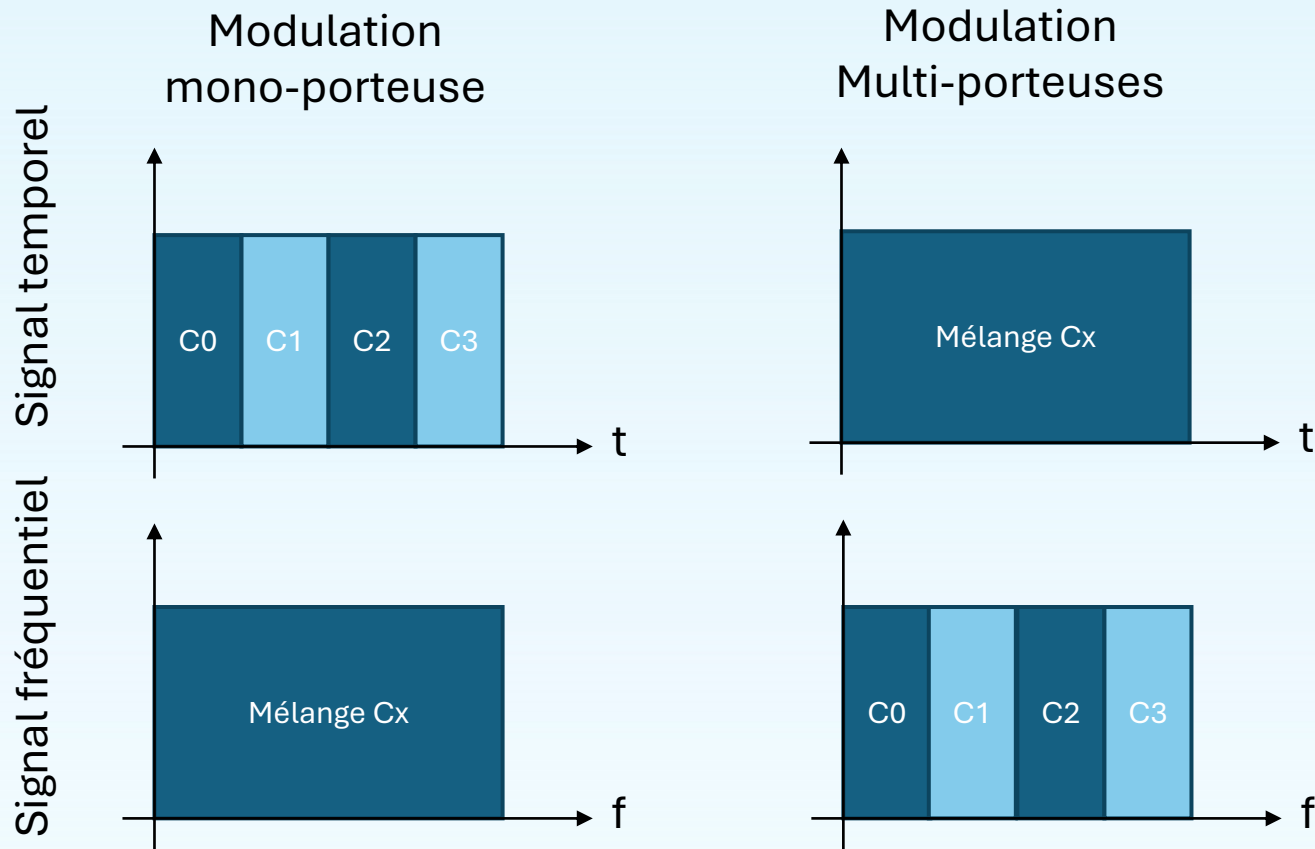 Modulation
mono-porteuse
Modulation
Multi-porteuses
Signal temporel
C0
C1
C2
C3
t
Mélange Cx
t
Signal fréquentiel
Mélange Cx
f
C0
C1
C2
C3
f